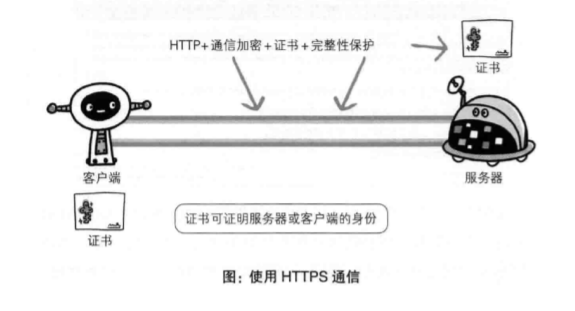 HTTP+通信加密+证书+完整性保护
证书
客户端
服务器
证书
证书可证明服务器或客户端的身份
图：使用 HTTPS 通信